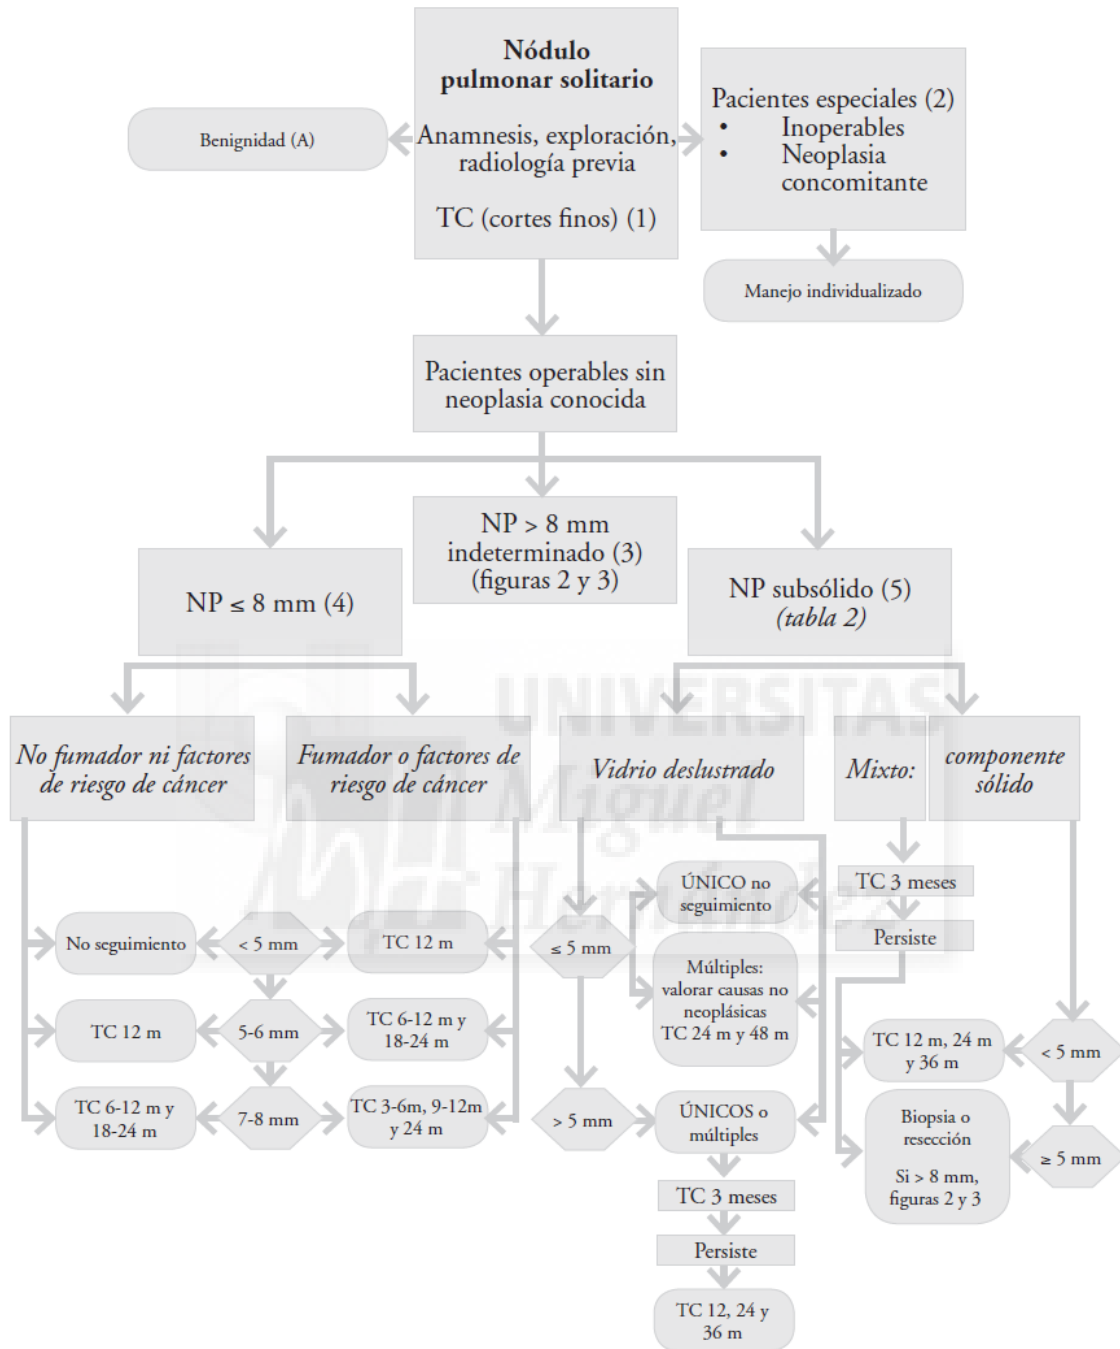 Nódulo
pulmonar solitario
Anamnesis, exploración,
radiología previa
TC (cortes finos) (1)
Benignidad (A)
Pacientes especiales (2)
• Inoperables
• Neoplasia
concomitante
Manejo individualizado
Pacientes operables sin
neoplasia conocida
NP > 8 mm
indeterminado (3)
(figuras 2 y 3)
NP ≤ 8 mm (4)
NP subsólido (5)
(tabla 2)
UNIVERSITAS
Miguel
Hernández
No fumador ni factores
de riesgo de cáncer
Fumador o factores de
riesgo de cáncer
Vidrio deslustrado
Mixto:
componente
sólido
No seguimiento
< 5 mm
TC 12 m
TC 12 m
5-6 mm
TC 6-12 m y
18-24 m
TC 6-12 m y
18-24 m
7-8 mm
TC 3-6m, 9-12m
y 24 m
≤ 5 mm
ÚNICO no
seguimiento
Múltiples:
valorar causas no
neoplásicas
TC 24 m y 48 m
> 5 mm
ÚNICOS o
múltiples
TC 3 meses
Persiste
TC 12, 24 y
36 m
TC 3 meses
Persiste
TC 12 m, 24 m
y 36 m
< 5 mm
Biopsia o
resección
Si > 8 mm,
figuras 2 y 3
≥ 5 mm